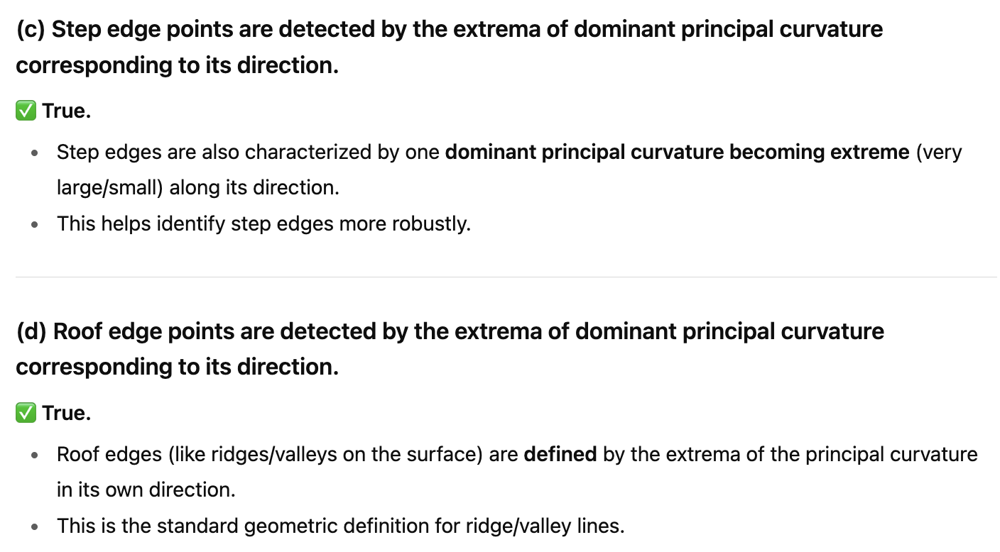 (c) Step edge points are detected by the extrema of dominant principal curvature
corresponding to its direction.
✅ True.
• Step edges are also characterized by one dominant principal curvature becoming extreme (very
large/small) along its direction.
• This helps identify step edges more robustly.
(d) Roof edge points are detected by the extrema of dominant principal curvature
corresponding to its direction.
✅ True.
• Roof edges (like ridges/valleys on the surface) are defined by the extrema of the principal curvature
in its own direction.
• This is the standard geometric definition for ridge/valley lines.